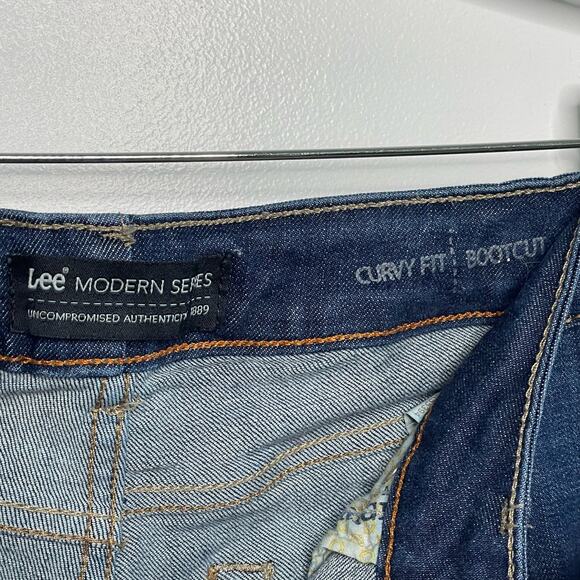 Lee® MODERN SERIES
UNCOMPROMISED AUTHENTICITY 1889
CURVY FIT BOOTCUT